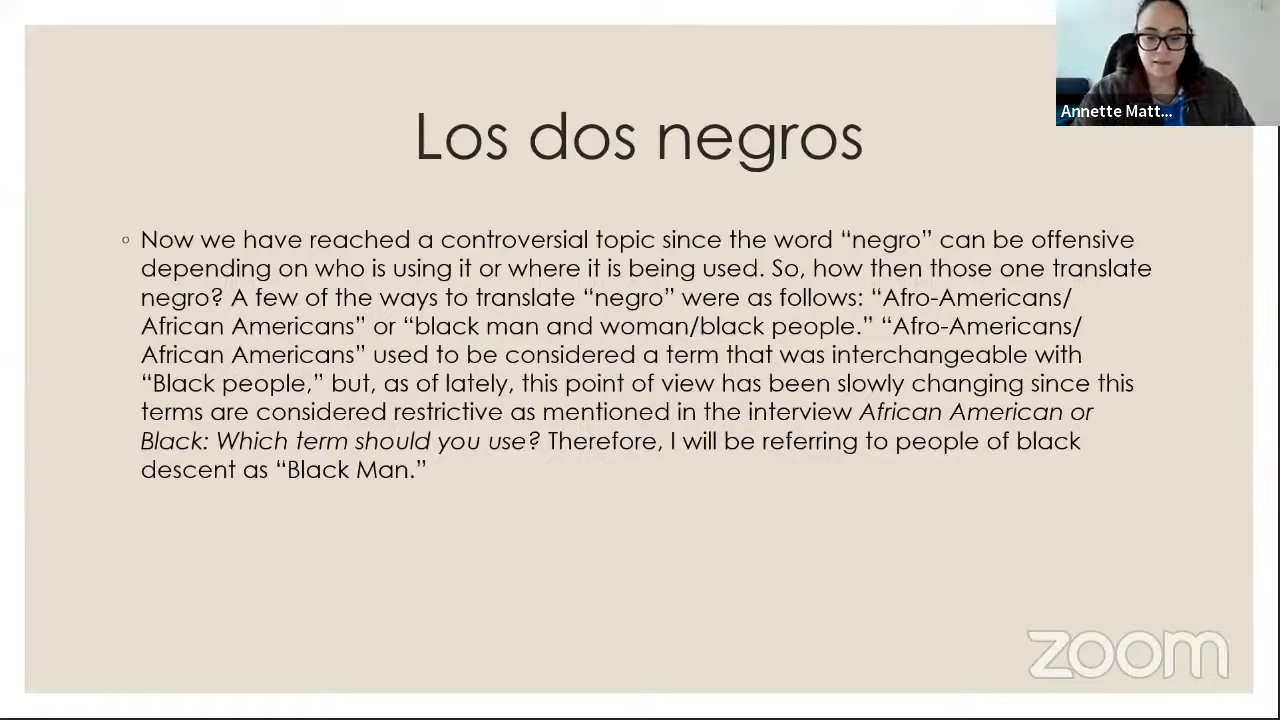 Annette Matt...
Los dos negros
◦ Now we have reached a controversial topic since the word “negro” can be offensive
depending on who is using it or where it is being used. So, how then those one translate
negro? A few of the ways to translate “negro” were as follows: “Afro-Americans/
African Americans” or “black man and woman/black people.” “Afro-Americans/
African Americans” used to be considered a term that was interchangeable with
“Black people,” but, as of lately, this point of view has been slowly changing since this
terms are considered restrictive as mentioned in the interview African American or
Black: Which term should you use? Therefore, I will be referring to people of black
descent as “Black Man.”
zoom